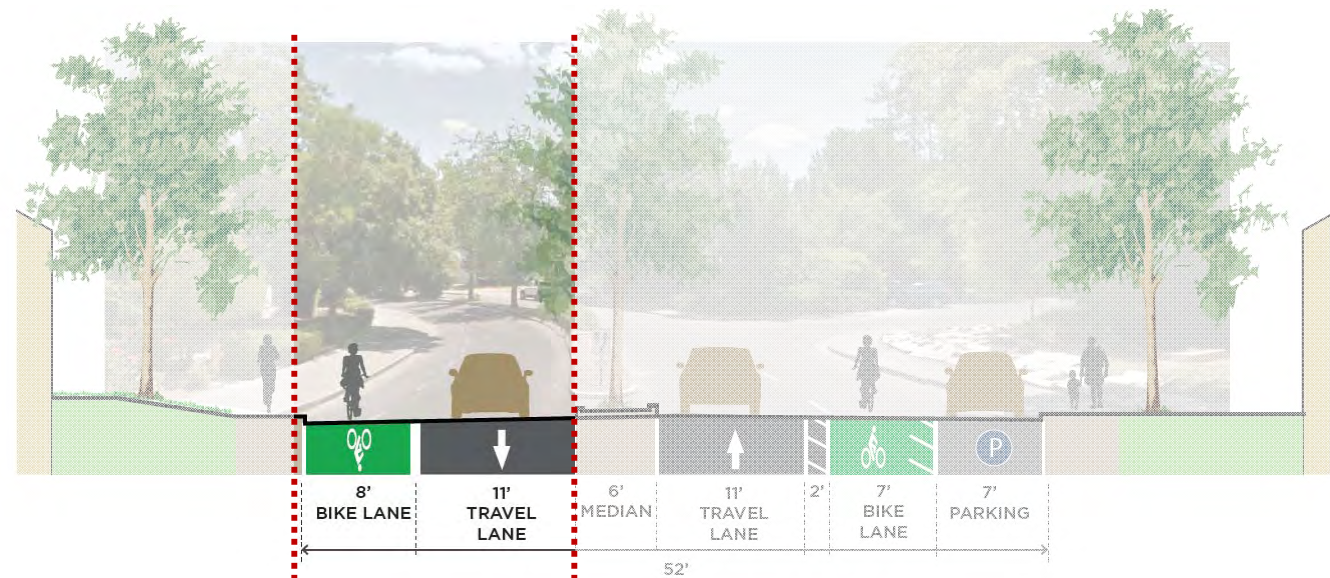 P
8’
BIKE LANE
11’
TRAVEL
LANE
6’
MEDIAN
11’
TRAVEL
LANE
2’
7’
BIKE
LANE
7’
PARKING
52’